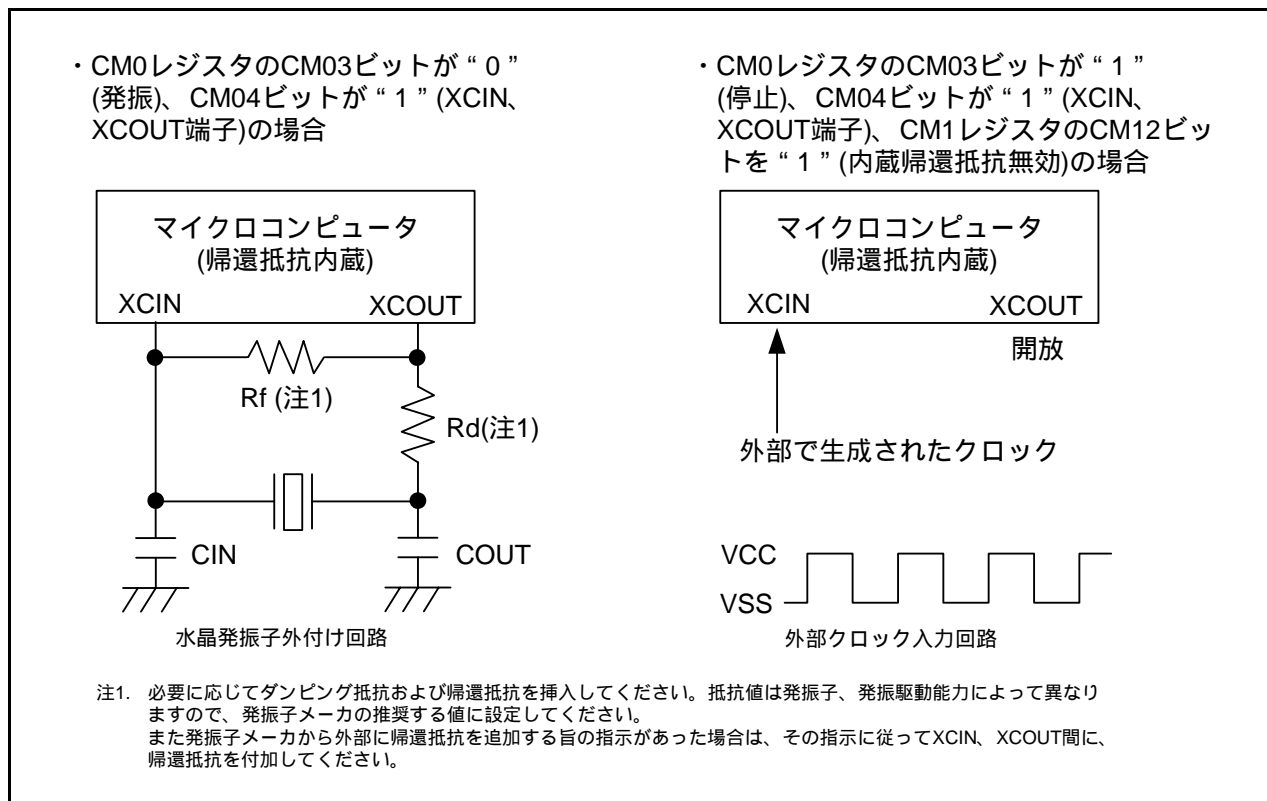 ・CM0レジスタのCM03ビットが“0”
(発振)、CM04ビットが“1”(XCIN、
XCOUT端子)の場合
マイクロコンピュータ
(帰還抵抗内蔵)
XCIN
XCOUT
Rf (注1)
Rd(注1)
CIN
COUT
水晶発振子外付け回路
・CM0レジスタのCM03ビットが“1”
(停止)、CM04ビットが“1”(XCIN、
XCOUT端子)、CM1レジスタのCM12ビッ
トを“1”(内蔵帰還抵抗無効)の場合
マイクロコンピュータ
(帰還抵抗内蔵)
XCIN
XCOUT
開放
外部で生成されたクロック
VCC
VSS
外部クロック入力回路
注1. 必要に応じてダンピング抵抗および帰還抵抗を挿入してください。抵抗値は発振子、発振駆動能力によって異なり
ますので、発振子メーカの推奨する値に設定してください。
また発振子メーカから外部に帰還抵抗を追加する旨の指示があった場合は、その指示に従ってXCIN、XCOUT間に、
帰還抵抗を付加してください。